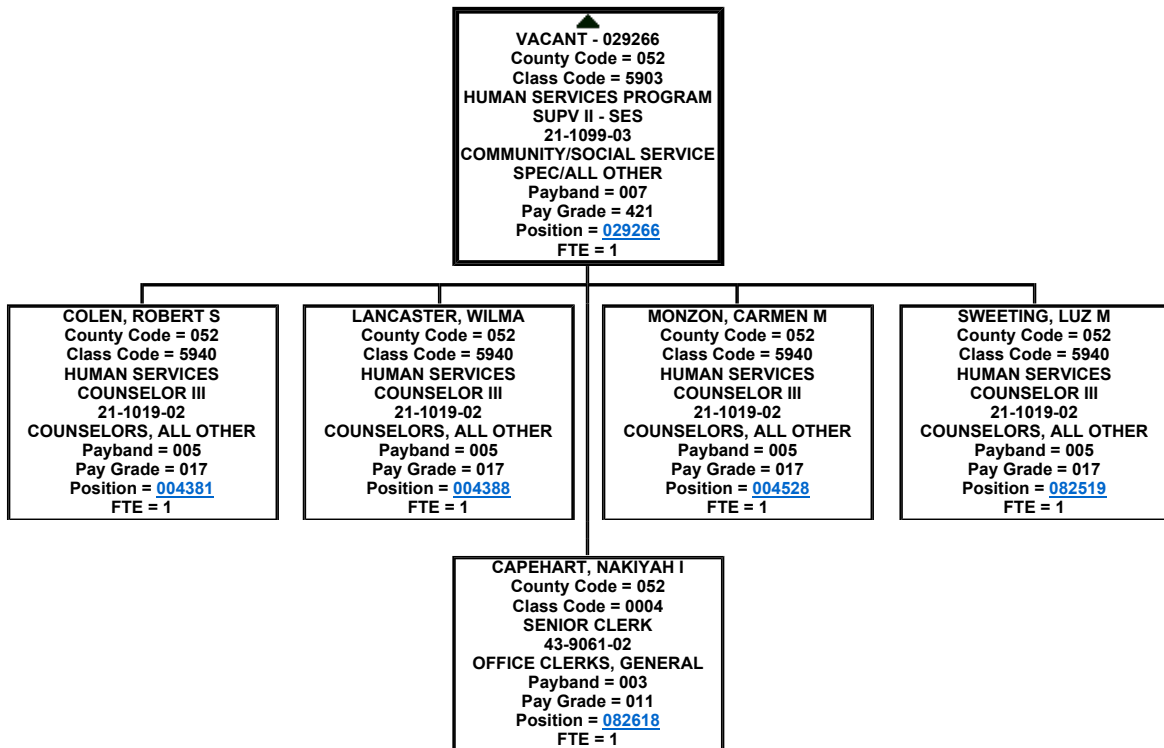 VACANT - 029266
County Code = 052
Class Code = 5903
HUMAN SERVICES PROGRAM
SUPV II - SES
21-1099-03
COMMUNITY/SOCIAL SERVICE
SPEC/ALL OTHER
Payband = 007
Pay Grade = 421
Position = 029266
FTE = 1
COLEN, ROBERT S
County Code = 052
Class Code = 5940
HUMAN SERVICES
COUNSELOR III
21-1019-02
COUNSELORS, ALL OTHER
Payband = 005
Pay Grade = 017
Position = 004381
FTE = 1
LANCASTER, WILMA
County Code = 052
Class Code = 5940
HUMAN SERVICES
COUNSELOR III
21-1019-02
COUNSELORS, ALL OTHER
Payband = 005
Pay Grade = 017
Position = 004388
FTE = 1
MONZON, CARMEN M
County Code = 052
Class Code = 5940
HUMAN SERVICES
COUNSELOR III
21-1019-02
COUNSELORS, ALL OTHER
Payband = 005
Pay Grade = 017
Position = 004528
FTE = 1
SWEETING, LUZ M
County Code = 052
Class Code = 5940
HUMAN SERVICES
COUNSELOR III
21-1019-02
COUNSELORS, ALL OTHER
Payband = 005
Pay Grade = 017
Position = 082519
FTE = 1
CAPEHART, NAKIYAH I
County Code = 052
Class Code = 0004
SENIOR CLERK
43-9061-02
OFFICE CLERKS, GENERAL
Payband = 003
Pay Grade = 011
Position = 082618
FTE = 1